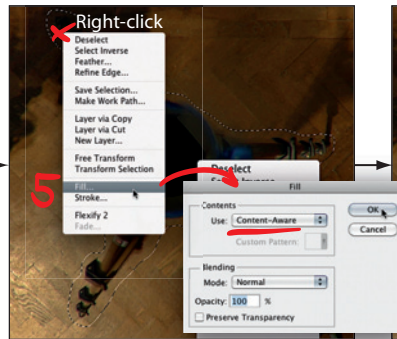 Right-click
Deselect
Select Inverse
Feather...
Refine Edge...
Save Selection...
Make Work Path...
Layer via Copy
Layer via Cut
New Layer...
Free Transform
Transform Selection
5
Fill...
Stroke...
Flexify 2
Fade...
Deselect
Fill
Contents
Use: Content-Aware
Custom Pattern:
OK
Cancel
Blending
Mode: Normal
Opacity: 100 %
Preserve Transparency